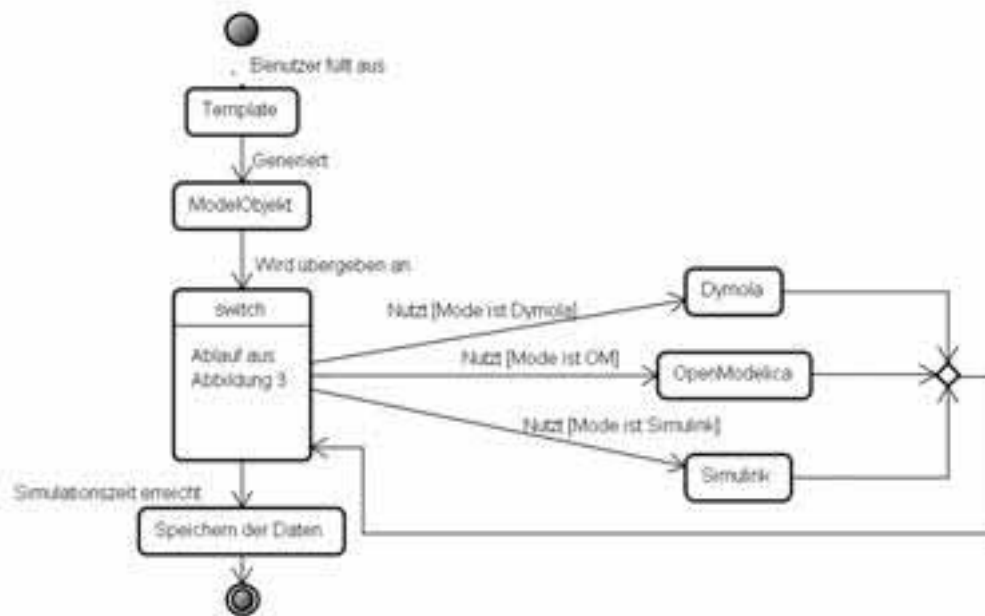 Benutzer füllt aus
Template
Generiert
ModelObjekt
Wird übergeben an
switch
Ablauf aus
Abbildung 3
Nutzt [Mode ist Dymola]
Dymola
Nutzt [Mode ist OM]
OpenModelica
Nutzt [Mode ist Simulink]
Simulink
Simulationszeit erreicht
Speichern der Daten